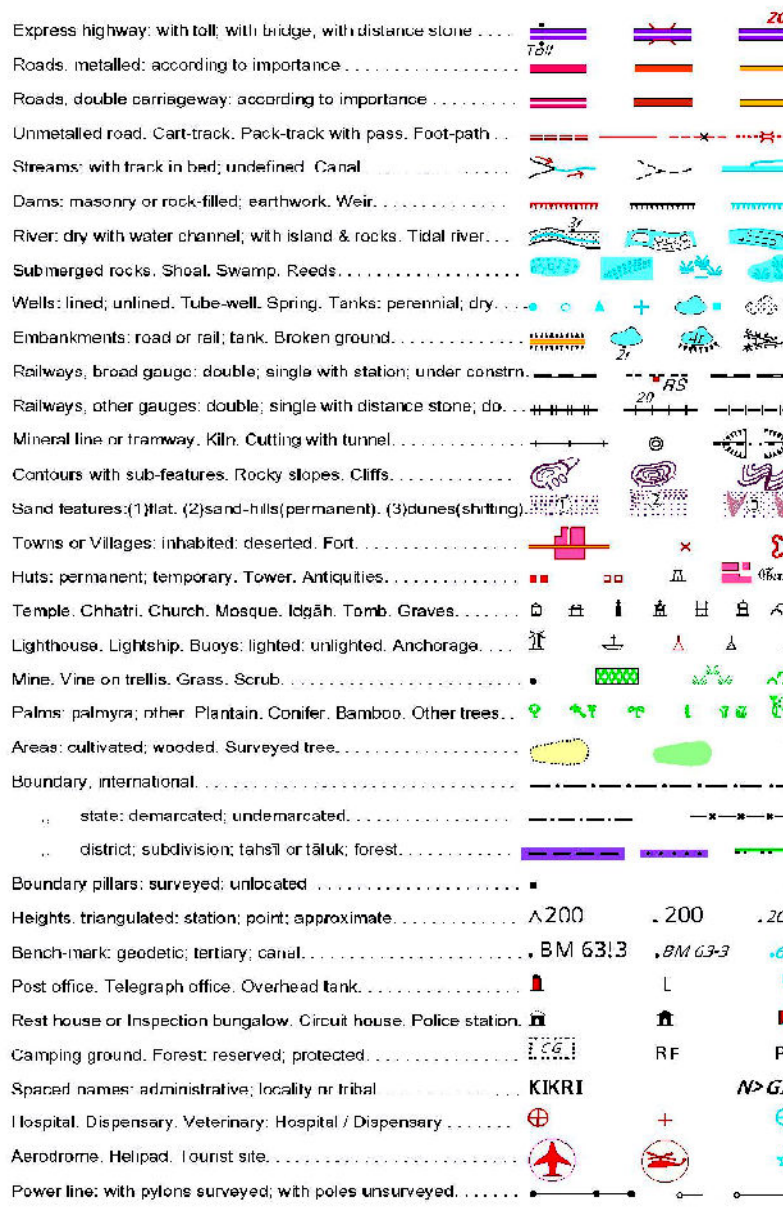 Express highway: with toll; with bridge, with distance stone . . . .
Toll
Roads, metalled: according to importance . . . . . . . . . . . . . . . . .
Roads, double carriageway: according to importance . . . . . . . . .
Unmetalled road. Cart-track. Pack-track with pass. Foot-path . .
Streams: with track in bed; undefined. Canal . . . . . . . . . . . . . .
Dams: masonry or rock-filled; earthwork. Weir. . . . . . . . . . . . . .
River: dry with water channel; with island & rocks. Tidal river. . .
3r
Submerged rocks. Shoal. Swamp. Reeds. . . . . . . . . . . . . . . . . .
Wells: lined; unlined. Tube-well. Spring. Tanks: perennial; dry. . . .
Embankments: road or rail; tank. Broken ground. . . . . . . . . . . . .
2r 4r
Railways, broad gauge: double; single with station; under constrn.
RS
Railways, other gauges: double; single with distance stone; do. . .
20
Mineral line or tramway. Kiln. Cutting with tunnel. . . . . . . . . . . . .
Contours with sub-features. Rocky slopes. Cliffs. . . . . . . . . . . . .
Sand features:(1)flat. (2)sand-hills(permanent). (3)dunes(shifting). 1 2 3
Towns or Villages: inhabited: deserted. Fort. . . . . . . . . . . . . . . .
Huts: permanent; temporary. Tower. Antiquities. . . . . . . . . . . . . .
Temple. Chhatri. Church. Mosque. Idgāh. Tomb. Graves. . . . . . .
Lighthouse. Lightship. Buoys: lighted: unlighted. Anchorage. . . .
Mine. Vine on trellis. Grass. Scrub. . . . . . . . . . . . . . . . . . . . . . .
Palms: palmyra; other. Plantain. Conifer. Bamboo. Other trees. .
Areas: cultivated; wooded. Surveyed tree. . . . . . . . . . . . . . . . . .
Boundary, international. . . . . . . . . . . . . . . . . . . . . . . . . . . . . . .
,, state: demarcated; undemarcated. . . . . . . . . . . . . . . .
,, district; subdivision; tahsīl or tāluk; forest. . . . . . . . . . .
Boundary pillars: surveyed; unlocated . . . . . . . . . . . . . . . . . . .
Heights, triangulated: station; point; approximate. . . . . . . . . . . . 200 .200
Bench-mark: geodetic; tertiary; canal. . . . . . . . . . . . . . . . . . . . . .BM 63!3 .BM 63-3
Post office. Telegraph office. Overhead tank. . . . . . . . . . . . . . .
Rest house or Inspection bungalow. Circuit house. Police station.
Camping ground. Forest: reserved; protected. . . . . . . . . . . . . . . CG RF P
Spaced names: administrative; locality or tribal . . . . . . . . . . . . KIKRI
Hospital. Dispensary. Veterinary: Hospital / Dispensary . . . . . . .
Aerodrome. Helipad. Tourist site. . . . . . . . . . . . . . . . . . . . . . . .
Power line: with pylons surveyed; with poles unsurveyed. . . . . . .